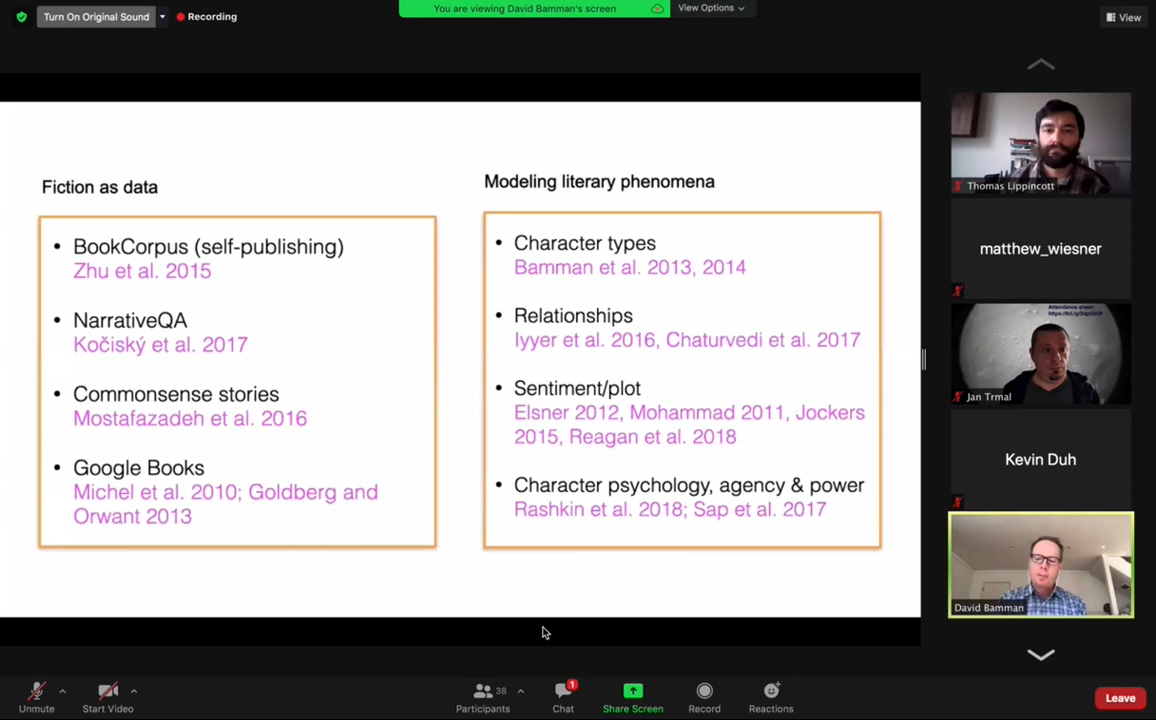 Turn On Original Sound
Recording
You are viewing David Bamman's screen
View Options
View
Fiction as data
• BookCorpus (self-publishing)
Zhu et al. 2015
• NarrativeQA
Kočiský et al. 2017
• Commonsense stories
Mostafazadeh et al. 2016
• Google Books
Michel et al. 2010; Goldberg and
Orwant 2013
Modeling literary phenomena
• Character types
Bamman et al. 2013, 2014
• Relationships
Iyyer et al. 2016, Chaturvedi et al. 2017
• Sentiment/plot
Elsner 2012, Mohammad 2011, Jockers
2015, Reagan et al. 2018
• Character psychology, agency & power
Rashkin et al. 2018; Sap et al. 2017
Thomas Lippincott
matthew_wiesner
Attendance sheet:
Jan Trmal
Kevin Duh
David Bamman
Unmute
Start Video
38
Participants
1
Chat
Share Screen
Record
Reactions
Leave